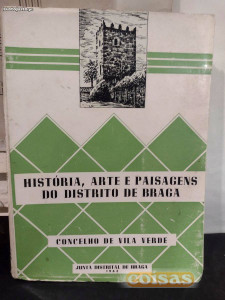 HISTÓRIA, ARTE E PAISAGENS
DO DISTRITO DE BRAGA
CONCELHO DE VILA VERDE
JUNTA DISTRITAL DE BRAGA
coisas